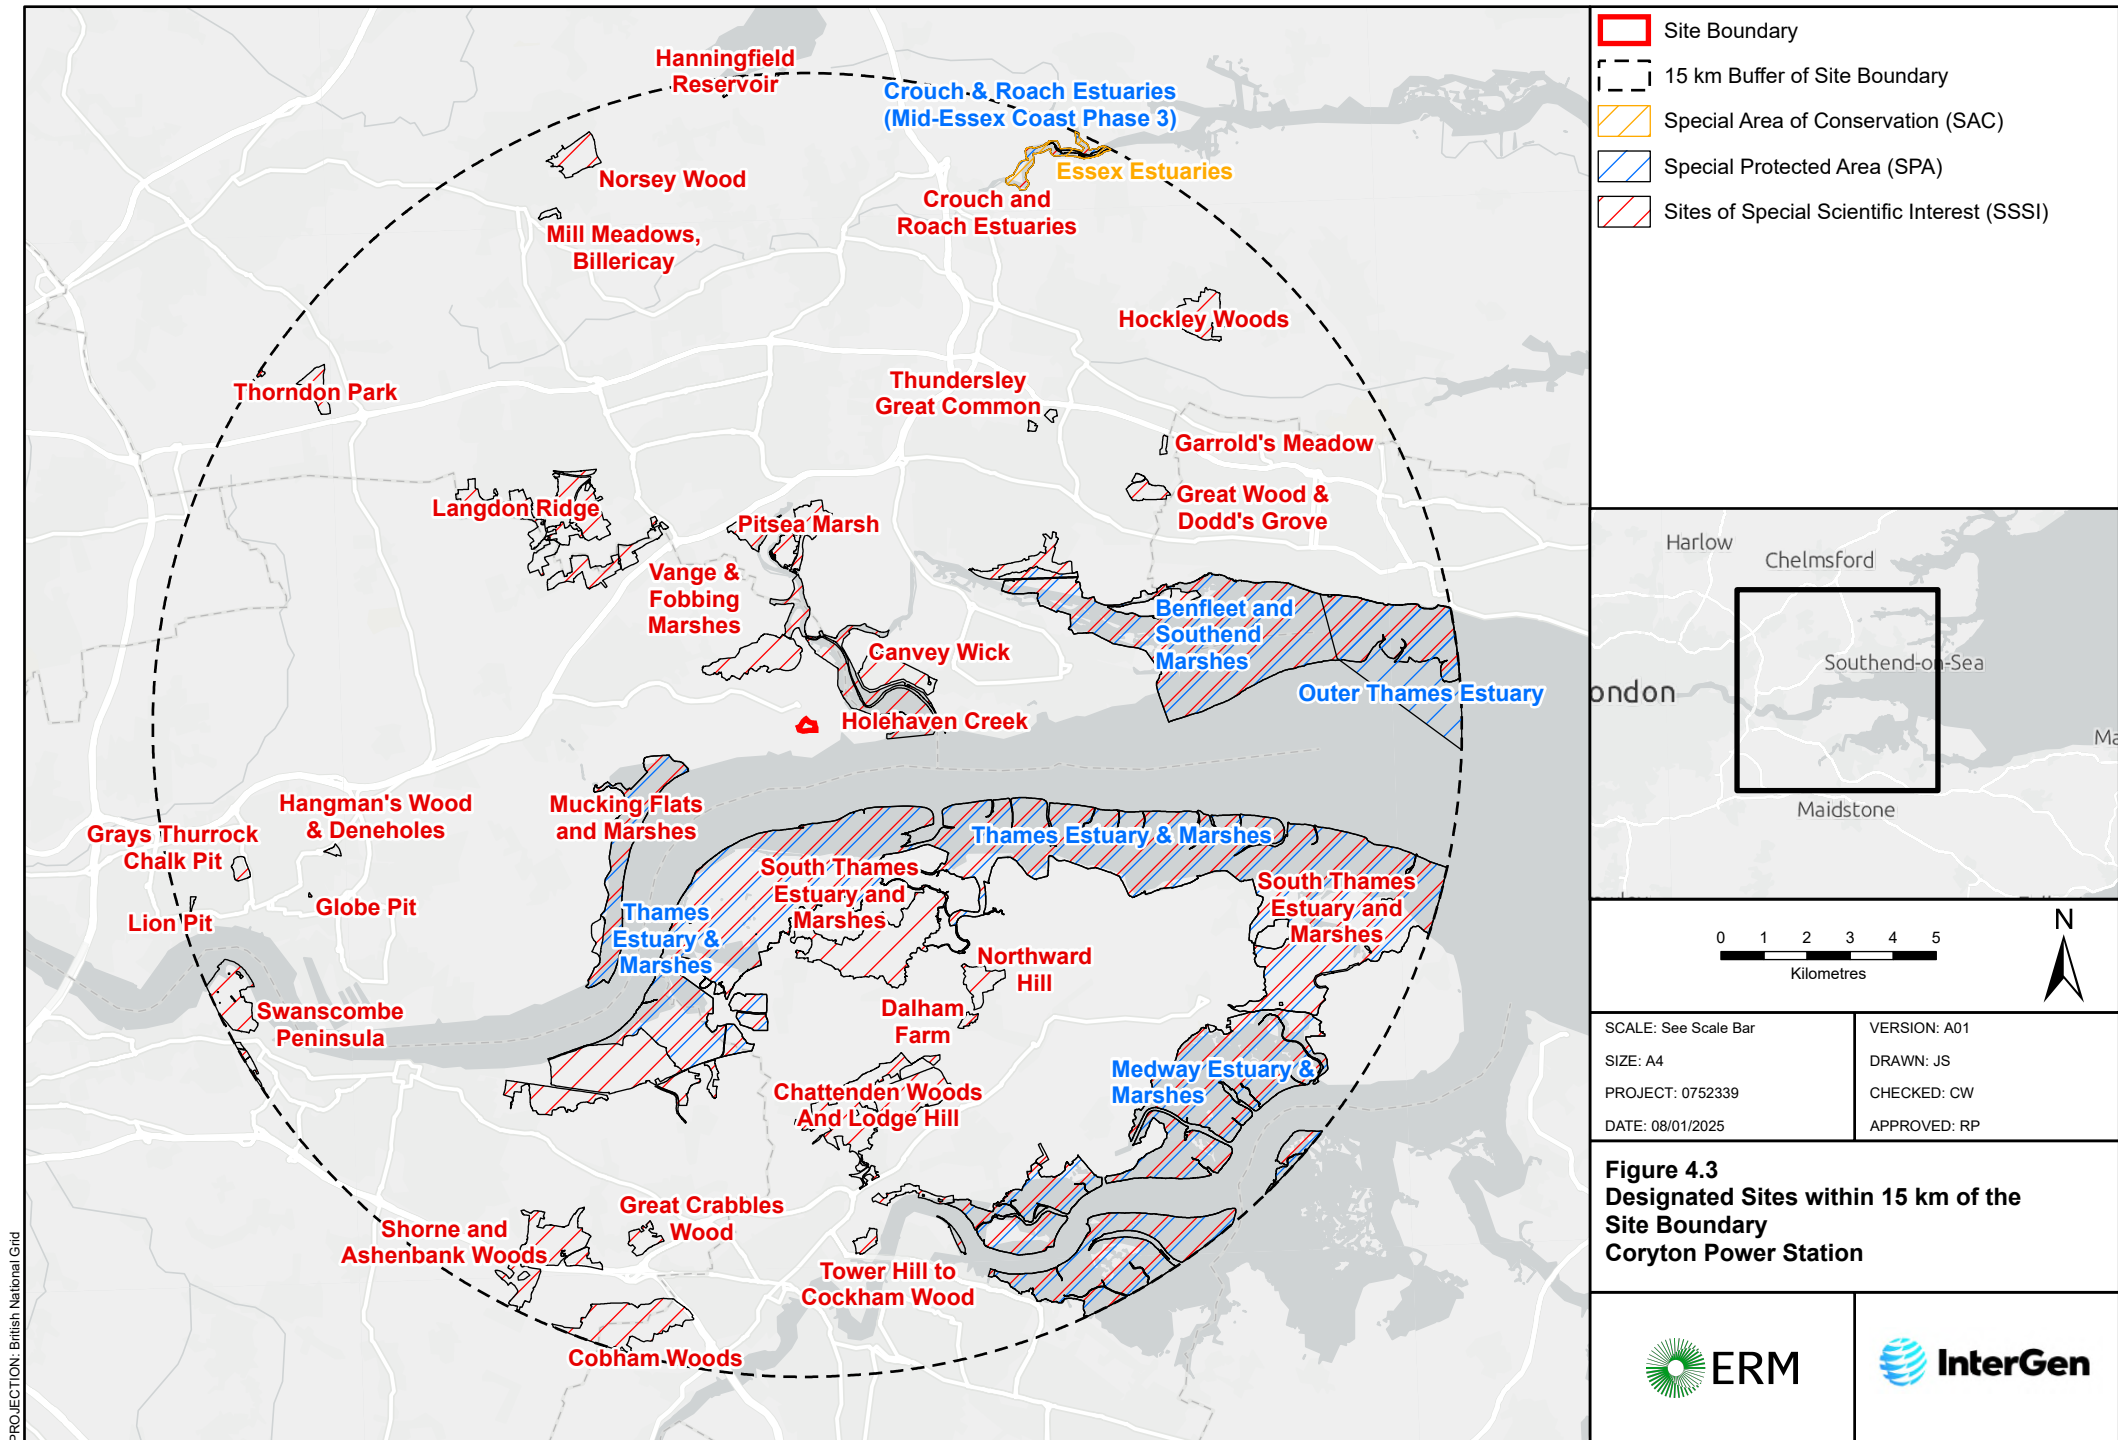 Hanningfield
Reservoir
Crouch & Roach Estuaries
(Mid-Essex Coast Phase 3)
Norsey Wood
Essex Estuaries
Crouch and
Roach Estuaries
Mill Meadows,
Billericay
Hockley Woods
Thorndon Park
Thundersley
Great Common
Garrold's Meadow
Langdon Ridge
Great Wood &
Dodd's Grove
Pitsea Marsh
Vange &
Fobbing
Marshes
Benfleet and
Southend
Marshes
Canvey Wick
Outer Thames Estuary
Holehaven Creek
Hangman's Wood
& Deneholes
Mucking Flats
and Marshes
Grays Thurrock
Chalk Pit
Thames Estuary & Marshes
South Thames
Estuary and
Marshes
South Thames
Estuary and
Marshes
Globe Pit
Lion Pit
Thames
Estuary &
Marshes
Northward
Hill
Swanscombe
Peninsula
Dalham
Farm
Medway Estuary &
Marshes
Chattenden Woods
And Lodge Hill
Great Crabbles
Wood
Shorne and
Ashenbank Woods
Tower Hill to
Cockham Wood
Cobham Woods
PROJECTION: British National Grid
Site Boundary
15 km Buffer of Site Boundary
Special Area of Conservation (SAC)
Special Protected Area (SPA)
Sites of Special Scientific Interest (SSSI)
Harlow
Chelmsford
Southend-on-Sea
ondon
Ma
Maidstone
0 1 2 3 4 5
Kilometres
N
SCALE: See Scale Bar
VERSION: A01
SIZE: A4
DRAWN: JS
PROJECT: 0752339
CHECKED: CW
DATE: 08/01/2025
APPROVED: RP
Figure 4.3
Designated Sites within 15 km of the
Site Boundary
Coryton Power Station
ERM
InterGen